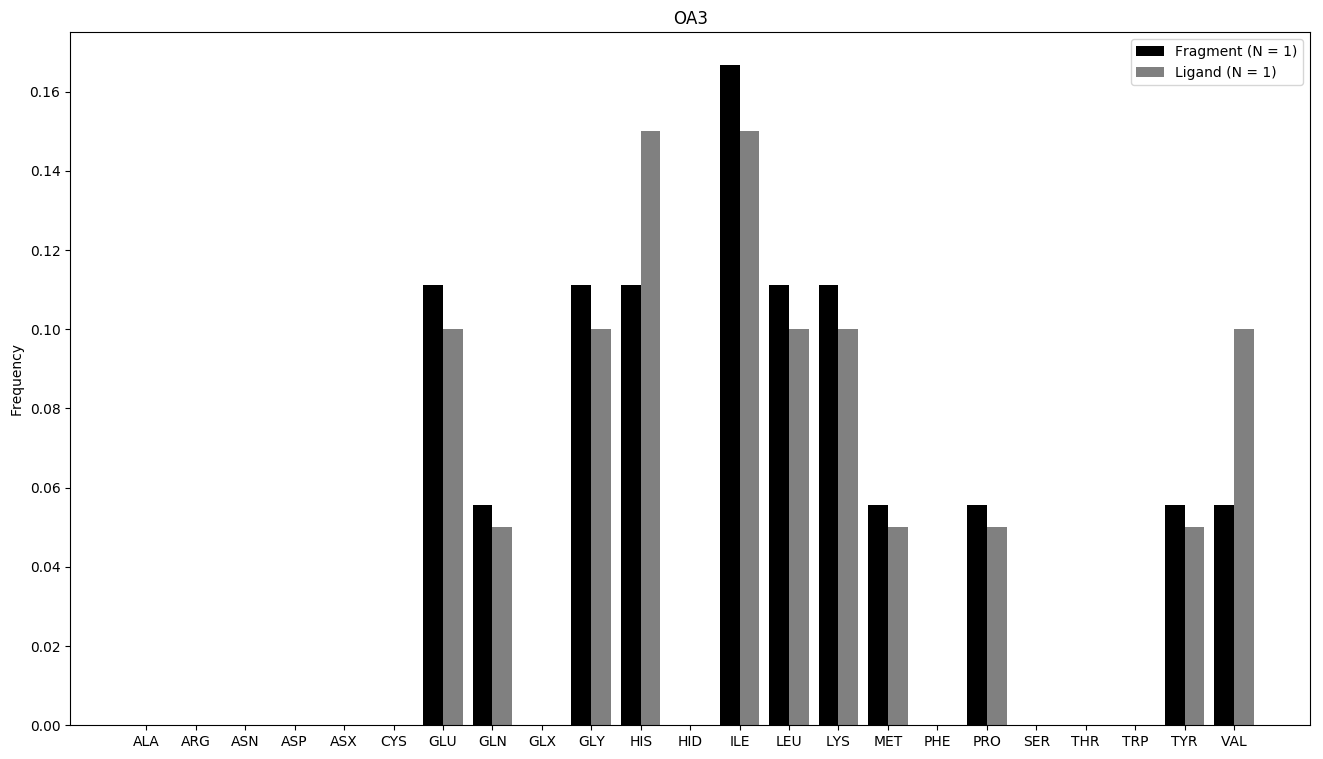 OA3
Fragment (N = 1)
Ligand (N = 1)
Frequency
0.16
0.14
0.12
0.10
0.08
0.06
0.04
0.02
0.00
ALA ARG ASN ASP ASX CYS GLU GLN GLX GLY HIS HID ILE LEU LYS MET PHE PRO SER THR TRP TYR VAL